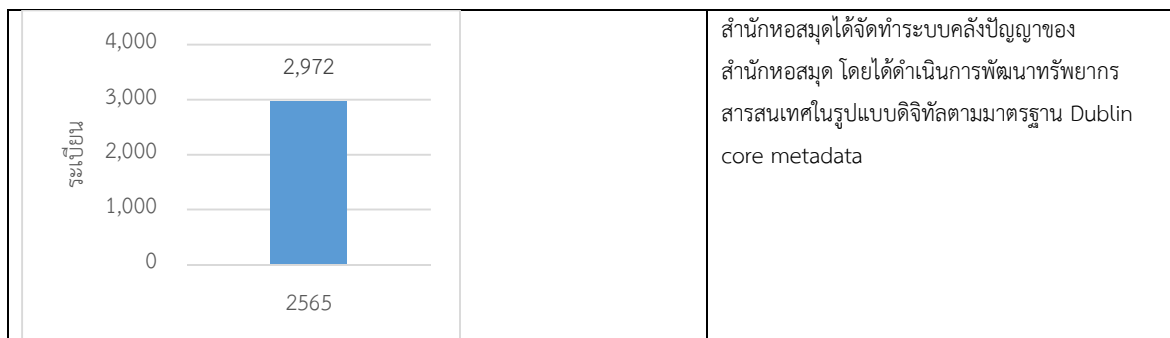 4,000
2,972
3,000
2,000
1,000
0
ระเบียน
2565
สำนักหอสมุดได้จัดทำระบบคลังปัญญาของ
สำนักหอสมุด โดยได้ดำเนินการพัฒนาทรัพยากร
สารสนเทศในรูปแบบดิจิทัลตามมาตรฐาน Dublin
core metadata